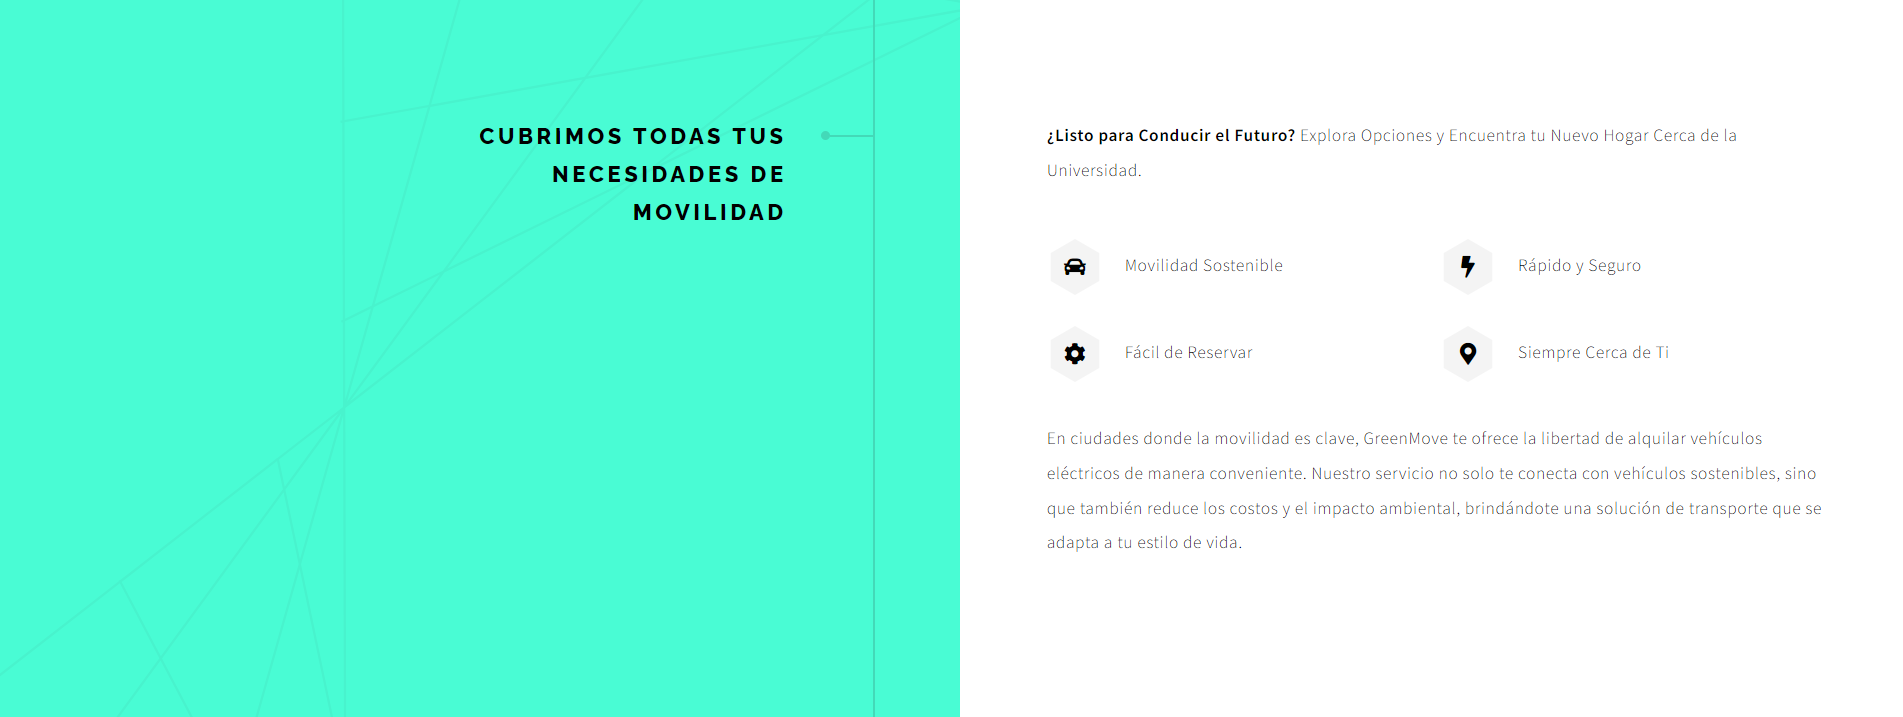 CUBRIMOS TODAS TUS
NECESIDADES DE
MOVILIDAD
¿Listo para Conducir el Futuro? Explora Opciones y Encuentra tu Nuevo Hogar Cerca de la
Universidad.
Movilidad Sostenible
Rápido y Seguro
Fácil de Reservar
Siempre Cerca de Ti
En ciudades donde la movilidad es clave, GreenMove te ofrece la libertad de alquilar vehículos
eléctricos de manera conveniente. Nuestro servicio no solo te conecta con vehículos sostenibles, sino
que también reduce los costos y el impacto ambiental, brindándote una solución de transporte que se
adapta a tu estilo de vida.